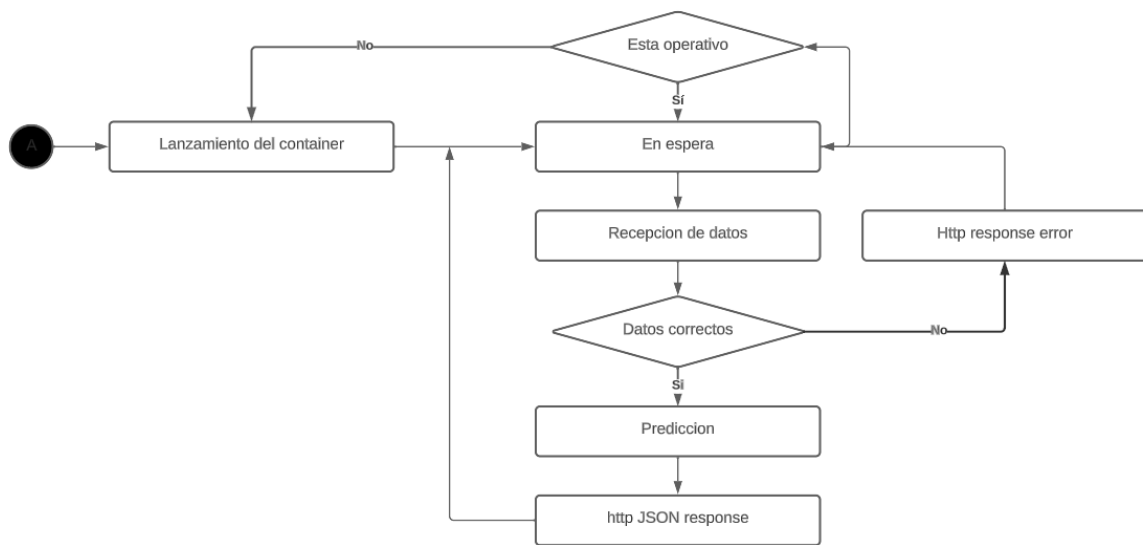 No
Esta operativo
Sí
A
Lanzamiento del container
En espera
Recepcion de datos
Http response error
Datos correctos
No
Si
Prediccion
http JSON response